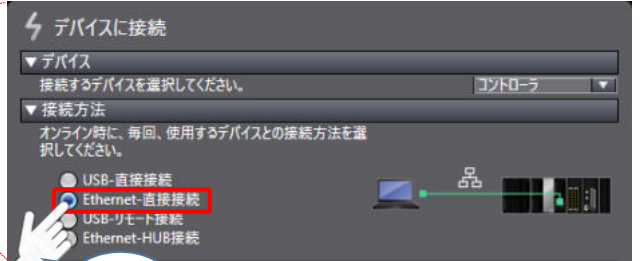 デバイスに接続
▼デバイス
接続するデバイスを選択してください。 コントローラ ▼
▼接続方法
オンライン時に、毎回、使用するデバイスとの接続方法を選
択してください。
USB-直接接続
Ethernet-直接接続
USB-リモート接続
Ethernet-HUB接続